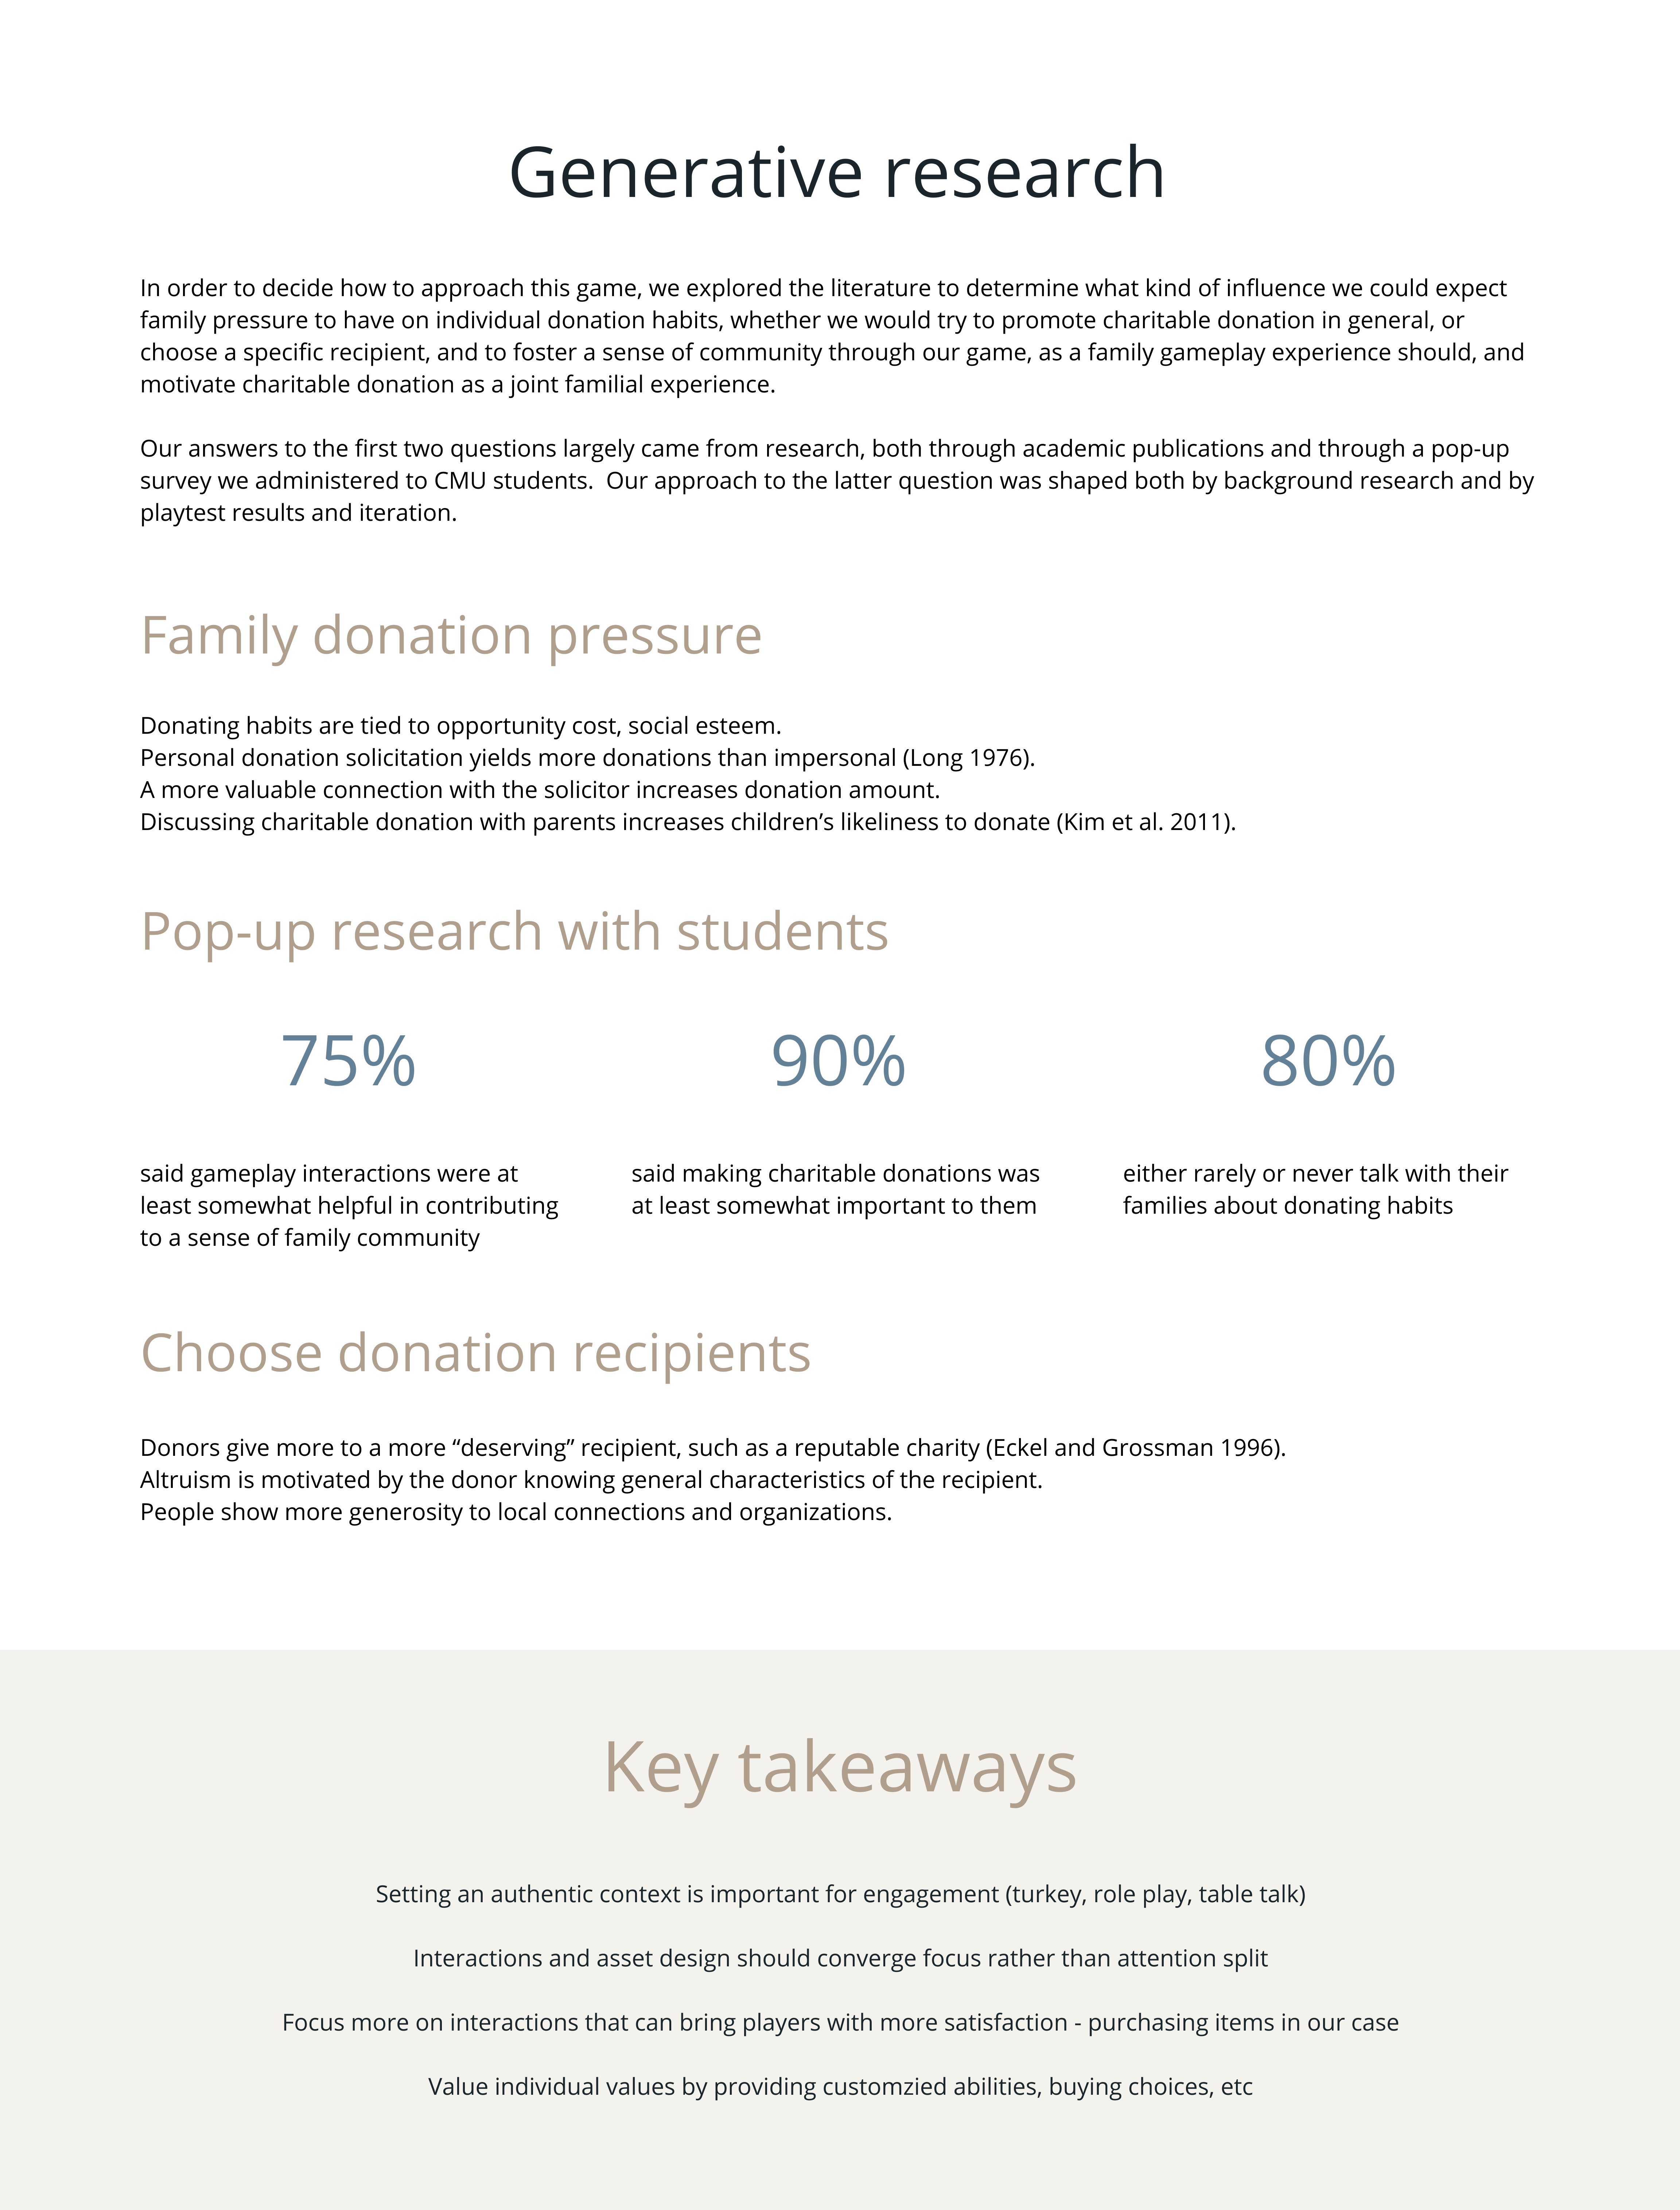 Generative research
In order to decide how to approach this game, we explored the literature to determine what kind of influence we could expect
family pressure to have on individual donation habits, whether we would try to promote charitable donation in general, or
choose a specific recipient, and to foster a sense of community through our game, as a family gameplay experience should, and
motivate charitable donation as a joint familial experience.
Our answers to the first two questions largely came from research, both through academic publications and through a pop-up
survey we administered to CMU students.  Our approach to the latter question was shaped both by background research and by
playtest results and iteration.
Family donation pressure
Donating habits are tied to opportunity cost, social esteem.
Personal donation solicitation yields more donations than impersonal (Long 1976).
A more valuable connection with the solicitor increases donation amount.
Discussing charitable donation with parents increases children’s likeliness to donate (Kim et al. 2011).
Pop-up research with students
75%
said gameplay interactions were at
least somewhat helpful in contributing
to a sense of family community
90%
said making charitable donations was
at least somewhat important to them
80%
either rarely or never talk with their
families about donating habits
Choose donation recipients
Donors give more to a more “deserving” recipient, such as a reputable charity (Eckel and Grossman 1996).
Altruism is motivated by the donor knowing general characteristics of the recipient.
People show more generosity to local connections and organizations.
Key takeaways
Setting an authentic context is important for engagement (turkey, role play, table talk)
Interactions and asset design should converge focus rather than attention split
Focus more on interactions that can bring players with more satisfaction - purchasing items in our case
Value individual values by providing customzied abilities, buying choices, etc